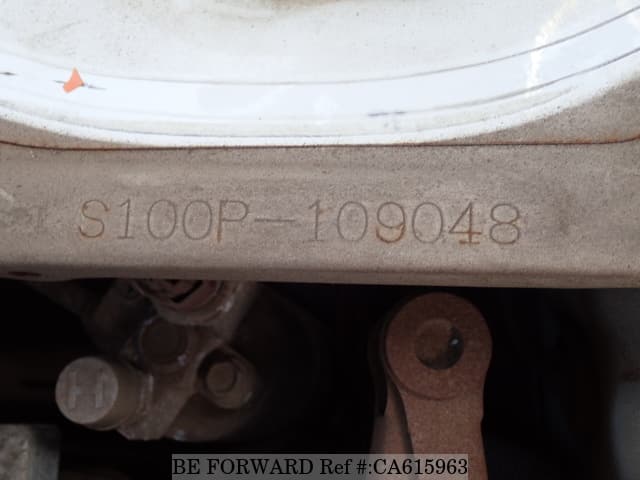 S100P-109048
BE FORWARD Ref #:CA615963